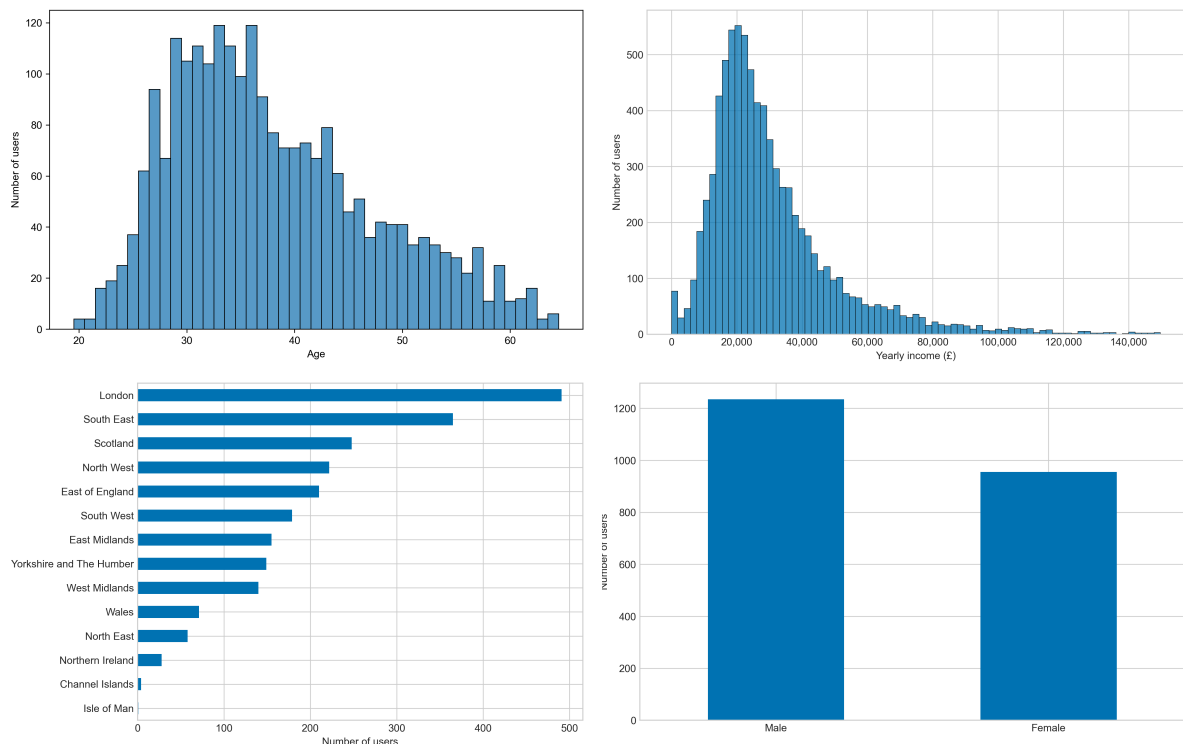 120
100
80
60
40
20
0
Number of users
20
30
40
50
60
Age
500
400
300
200
100
0
Number of users
0
20,000
40,000
60,000
80,000
100,000
120,000
140,000
Yearly income (£)
London
South East
Scotland
North West
East of England
South West
East Midlands
Yorkshire and The Humber
West Midlands
Wales
North East
Northern Ireland
Channel Islands
Isle of Man
0
100
200
300
400
500
Number of users
1200
1000
800
600
400
200
0
Number of users
Male
Female